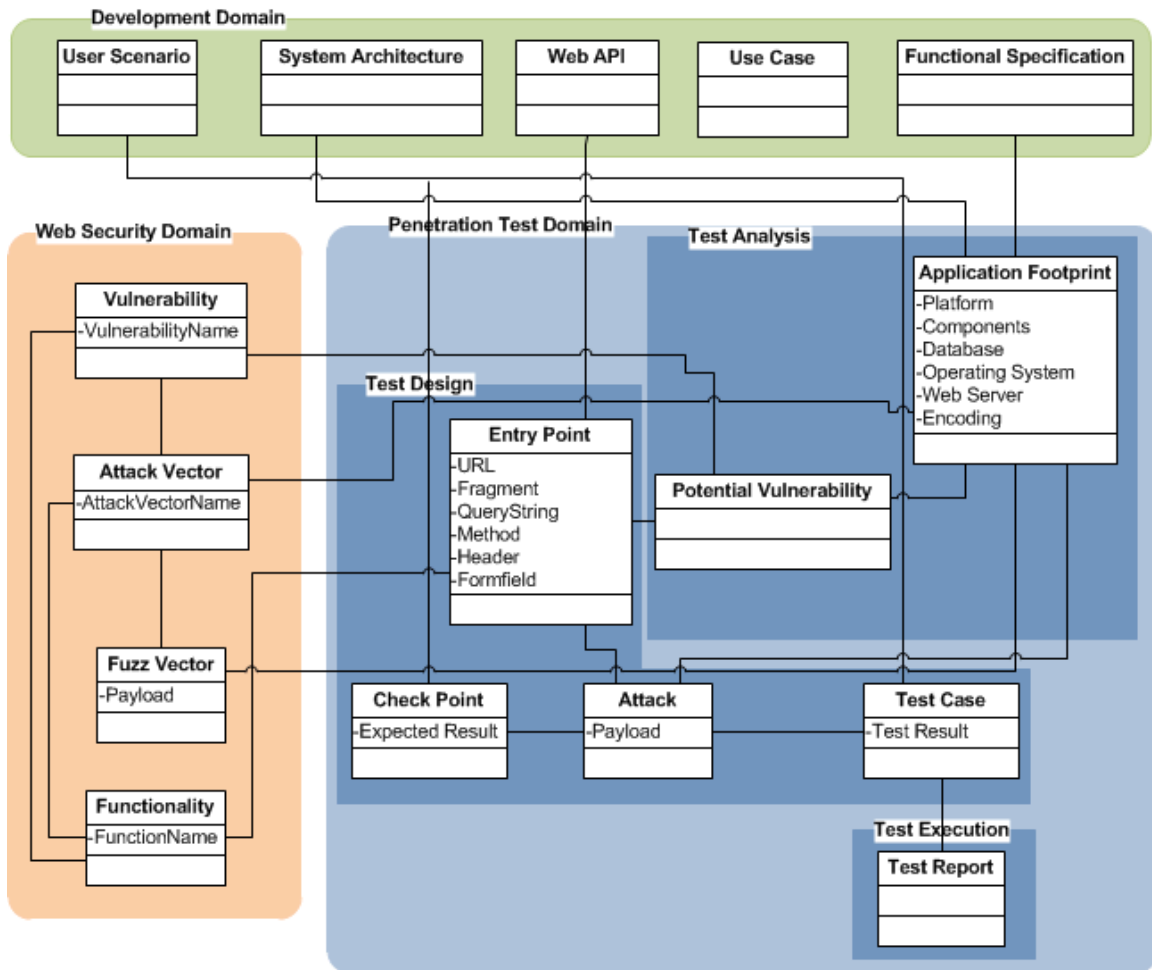 Development Domain
User Scenario
System Architecture
Web API
Use Case
Functional Specification
Web Security Domain
Vulnerability
-VulnerabilityName
Attack Vector
-AttackVectorName
Fuzz Vector
-Payload
Functionality
-FunctionName
Penetration Test Domain
Test Analysis
Application Footprint
-Platform
-Components
-Database
-Operating System
-Web Server
-Encoding
Potential Vulnerability
Test Design
Entry Point
-URL
-Fragment
-QueryString
-Method
-Header
-Formfield
Check Point
-Expected Result
Attack
-Payload
Test Case
-Test Result
Test Execution
Test Report